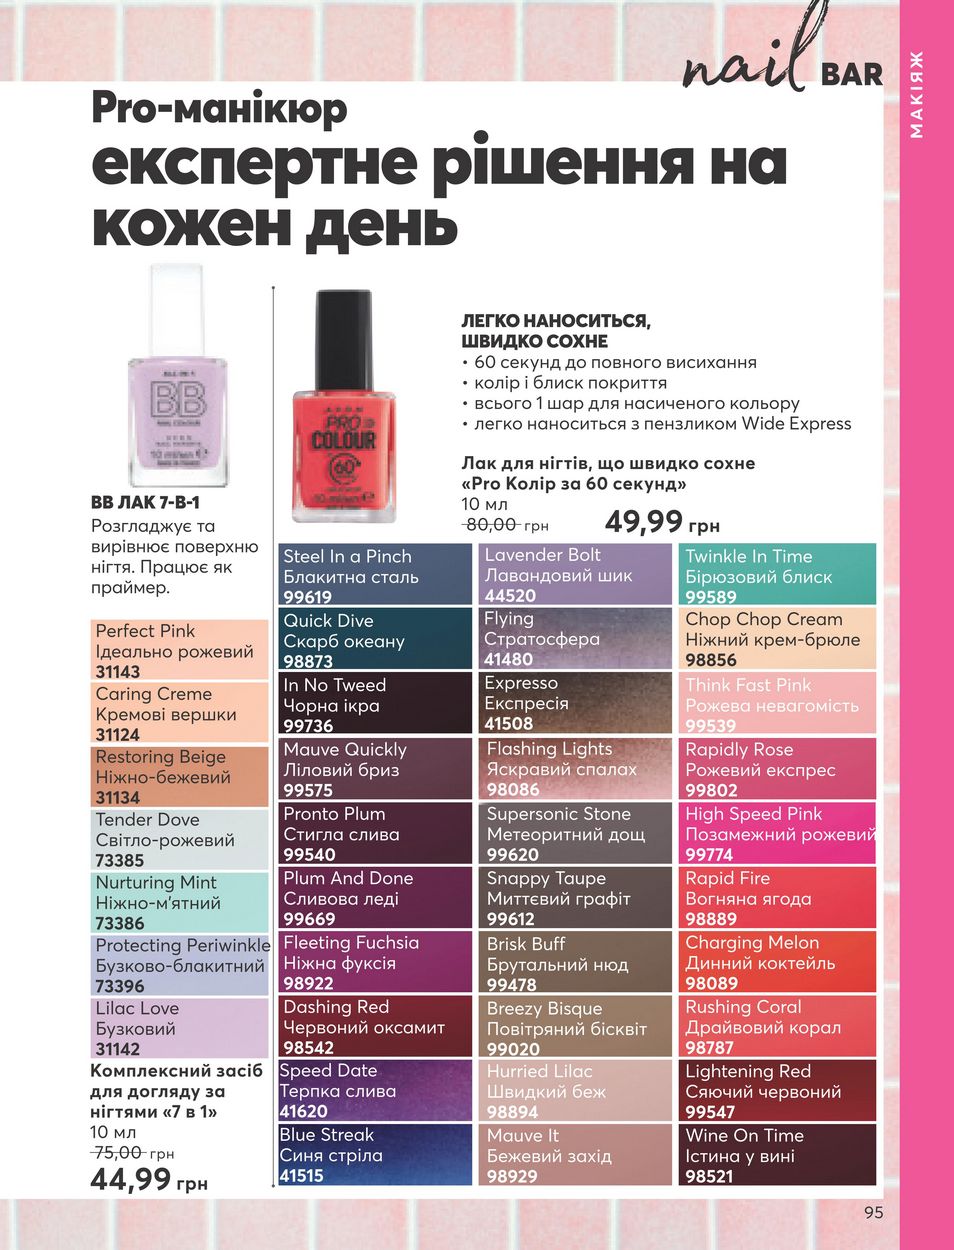 nail BAR
МАКІЯЖ
Pro-манікюр
експертне рішення на
кожен день
BB
AVON
PRO
COLOUR
60
ВВ ЛАК 7-В-1
Розгладжує та
вирівнює поверхню
нігтя. Працює як
праймер.
Perfect Pink
Ідеально рожевий
31143
Caring Creme
Кремові вершки
31124
Restoring Beige
Ніжно-бежевий
31134
Tender Dove
Світло-рожевий
73385
Nurturing Mint
Ніжно-м'ятний
73386
Protecting Periwinkle
Бузково-блакитний
73396
Lilac Love
Бузковий
31142
Комплексний засіб
для догляду за
нігтями «7 в 1»
10 мл
75,00 грн
44,99 грн
ЛЕГКО НАНОСИТЬСЯ,
ШВИДКО СОХНЕ
• 60 секунд до повного висихання
• колір і блиск покриття
• всього 1 шар для насиченого кольору
• легко наноситься з пензликом Wide Express
Лак для нігтів, що швидко сохне
«Pro Колір за 60 секунд»
10 мл
80,00 грн 49,99 грн
Steel In a Pinch
Блакитна сталь
99619
Quick Dive
Скарб океану
98873
In No Tweed
Чорна ікра
99736
Mauve Quickly
Ліловий бриз
99575
Pronto Plum
Стигла слива
99540
Plum And Done
Сливова леді
99669
Fleeting Fuchsia
Ніжна фуксія
98922
Dashing Red
Червоний оксамит
98542
Speed Date
Терпка слива
41620
Blue Streak
Синя стріла
41515
Lavender Bolt
Лавандовий шик
44520
Flying
Стратосфера
41480
Expresso
Експресія
41508
Flashing Lights
Яскравий спалах
98086
Supersonic Stone
Метеоритний дощ
99620
Snappy Taupe
Миттєвий графіт
99612
Brisk Buff
Брутальний нюд
99478
Breezy Bisque
Повітряний бісквіт
99020
Hurried Lilac
Швидкий беж
98894
Mauve It
Бежевий захід
98929
Twinkle In Time
Бірюзовий блиск
99589
Chop Chop Cream
Ніжний крем-брюле
98856
Think Fast Pink
Рожева невагомість
99539
Rapidly Rose
Рожевий експрес
99802
High Speed Pink
Позамежний рожевий
99774
Rapid Fire
Вогняна ягода
98889
Charging Melon
Динний коктейль
98089
Rushing Coral
Драйвовий корал
98787
Lightening Red
Сяючий червоний
99547
Wine On Time
Істина у вині
98521
95